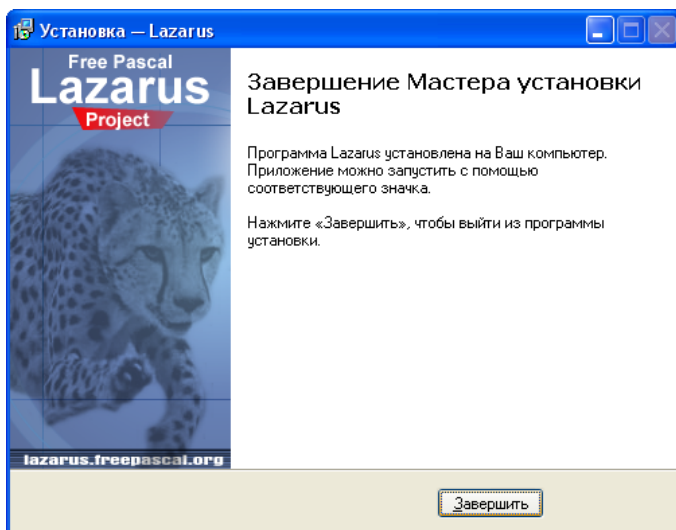 Установка — Lazarus
Free Pascal
Lazarus
Project
Завершение Мастера установки
Lazarus
Программа Lazarus установлена на Ваш компьютер.
Приложение можно запустить с помощью
соответствующего значка.
Нажмите «Завершить», чтобы выйти из программы
установки.
lazarus.freepascal.org
Завершить